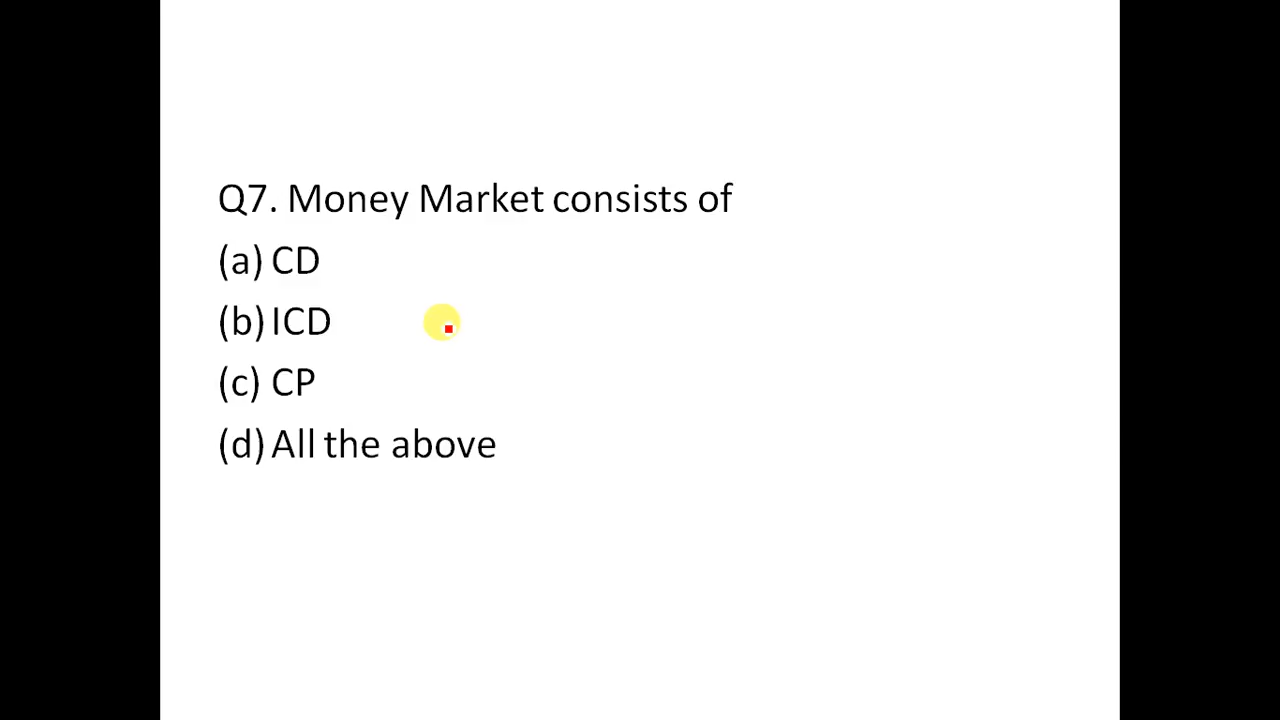 Q7. Money Market consists of
(a) CD
(b) ICD
(c) CP
(d) All the above